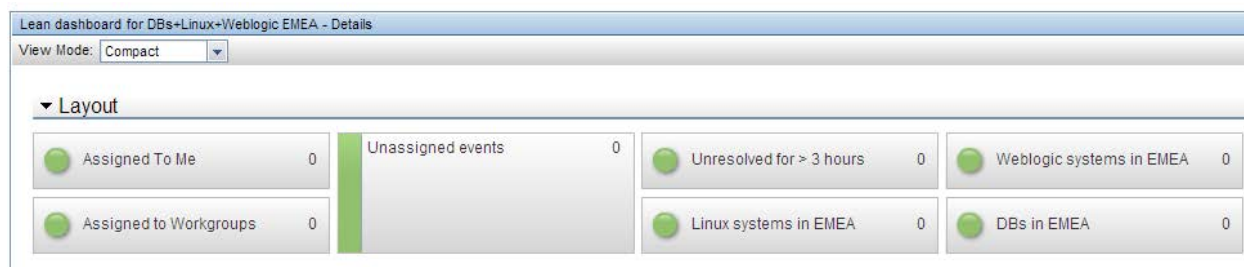 Lean dashboard for DBs+Linux+Weblogic EMEA - Details
View Mode: Compact
Layout
Assigned To Me 0
Unassigned events 0
Unresolved for > 3 hours 0
Weblogic systems in EMEA 0
Assigned to Workgroups 0
Linux systems in EMEA 0
DBs in EMEA 0